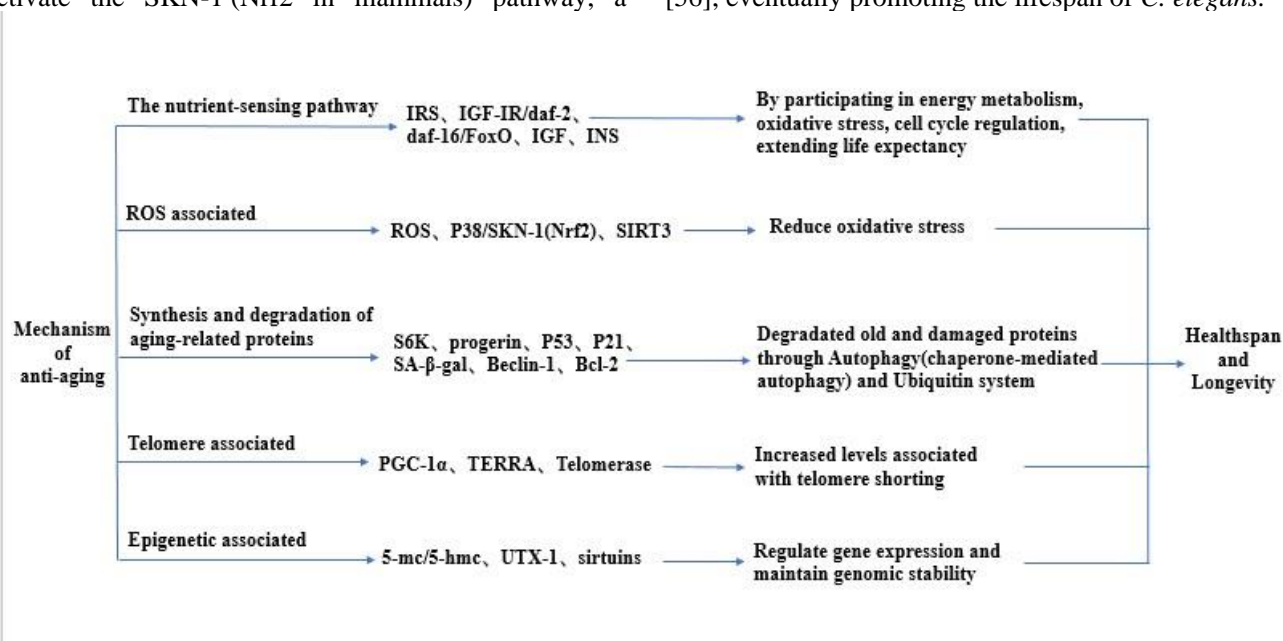 ctivate the SKN-1 (Nrf2 in mammals) pathway, a
[56], eventually promoting the lifespan of C. elegans.
The nutrient-sensing pathway
IRS、IGF-IR/daf-2、
daf-16/FoxO、IGF、INS
By participating in energy metabolism,
oxidative stress, cell cycle regulation,
extending life expectancy
ROS associated
ROS、P38/SKN-1(Nrf2)、SIRT3
Reduce oxidative stress
Synthesis and degradation of
aging-related proteins
S6K、progerin、P53、P21、
SA-β-gal、Beclin-1、Bcl-2
Degradated old and damaged proteins
through Autophagy(chaperone-mediated
autophagy) and Ubiquitin system
Mechanism
of
anti-aging
Healthspan
and
Longevity
Telomere associated
PGC-1α、TERRA、Telomerase
Increased levels associated
with telomere shorting
Epigenetic associated
5-mc/5-hmc、UTX-1、sirtuins
Regulate gene expression and
maintain genomic stability